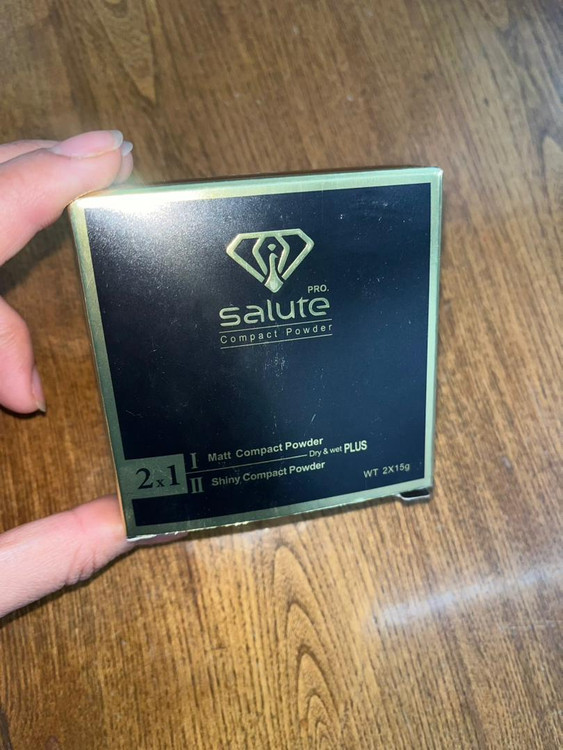 PRO.
salute
Compact Powder
2x1
I Matt Compact Powder
Dry & wet PLUS
II Shiny Compact Powder
WT 2X15g